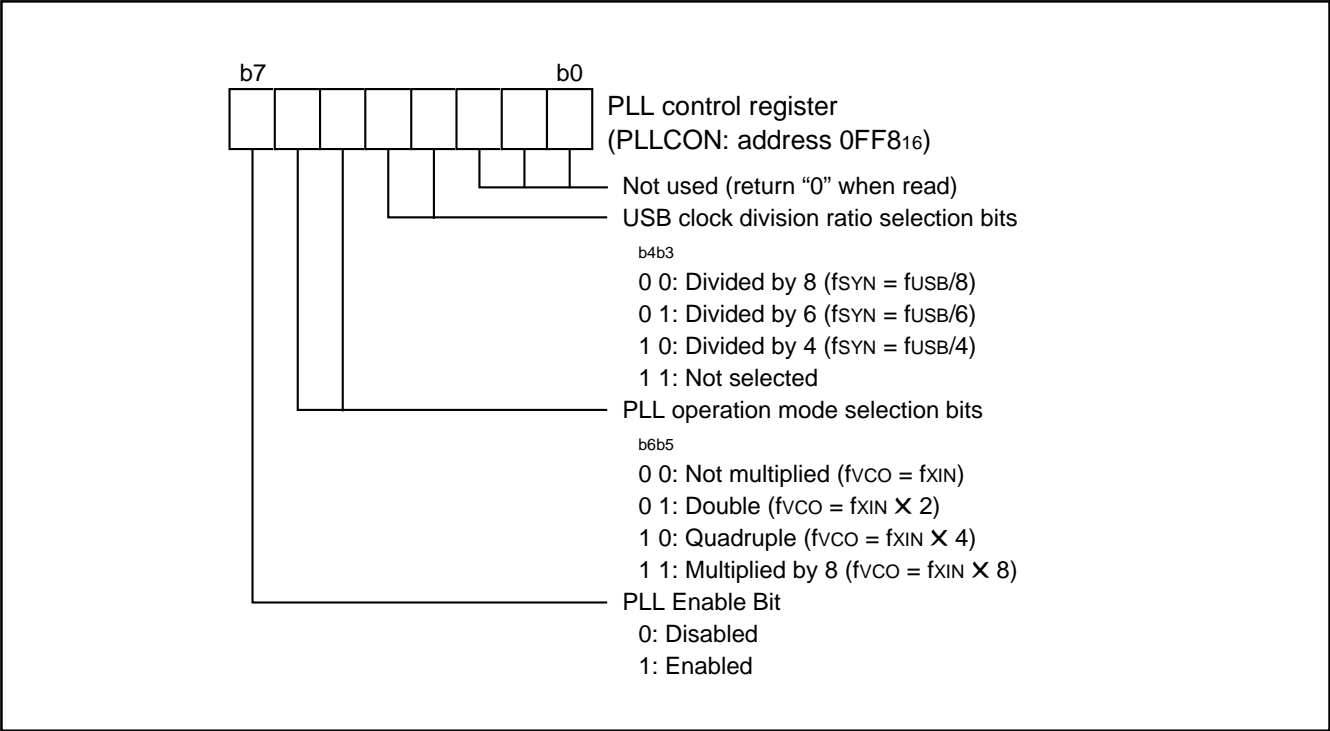 b7 b0
PLL control register
(PLLCON: address 0FF816)
Not used (return “0” when read)
USB clock division ratio selection bits
b4b3
0 0: Divided by 8 (fSYN = fUSB/8)
0 1: Divided by 6 (fSYN = fUSB/6)
1 0: Divided by 4 (fSYN = fUSB/4)
1 1: Not selected
PLL operation mode selection bits
b6b5
0 0: Not multiplied (fVCO = fXIN)
0 1: Double (fVCO = fXIN ✕ 2)
1 0: Quadruple (fVCO = fXIN ✕ 4)
1 1: Multiplied by 8 (fVCO = fXIN ✕ 8)
PLL Enable Bit
0: Disabled
1: Enabled